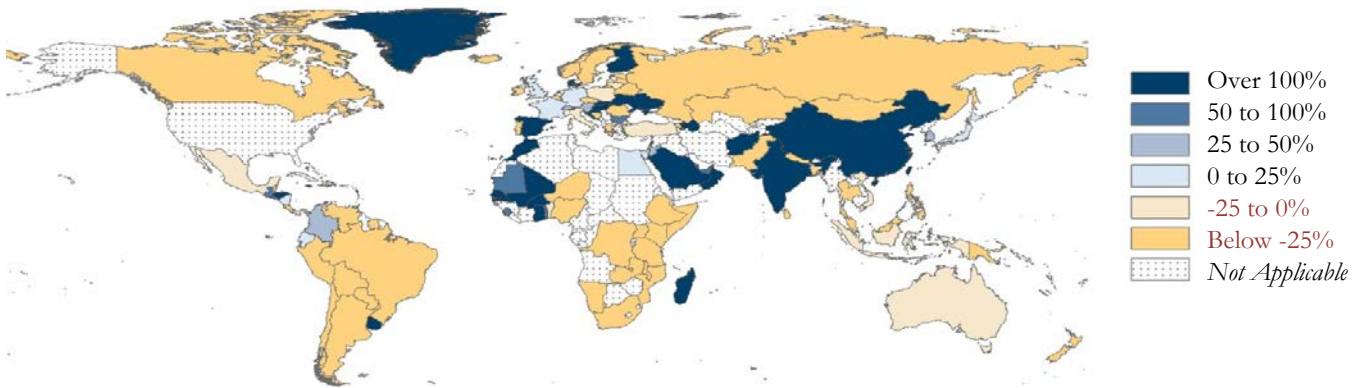 Over 100%
50 to 100%
25 to 50%
0 to 25%
-25 to 0%
Below -25%
Not Applicable